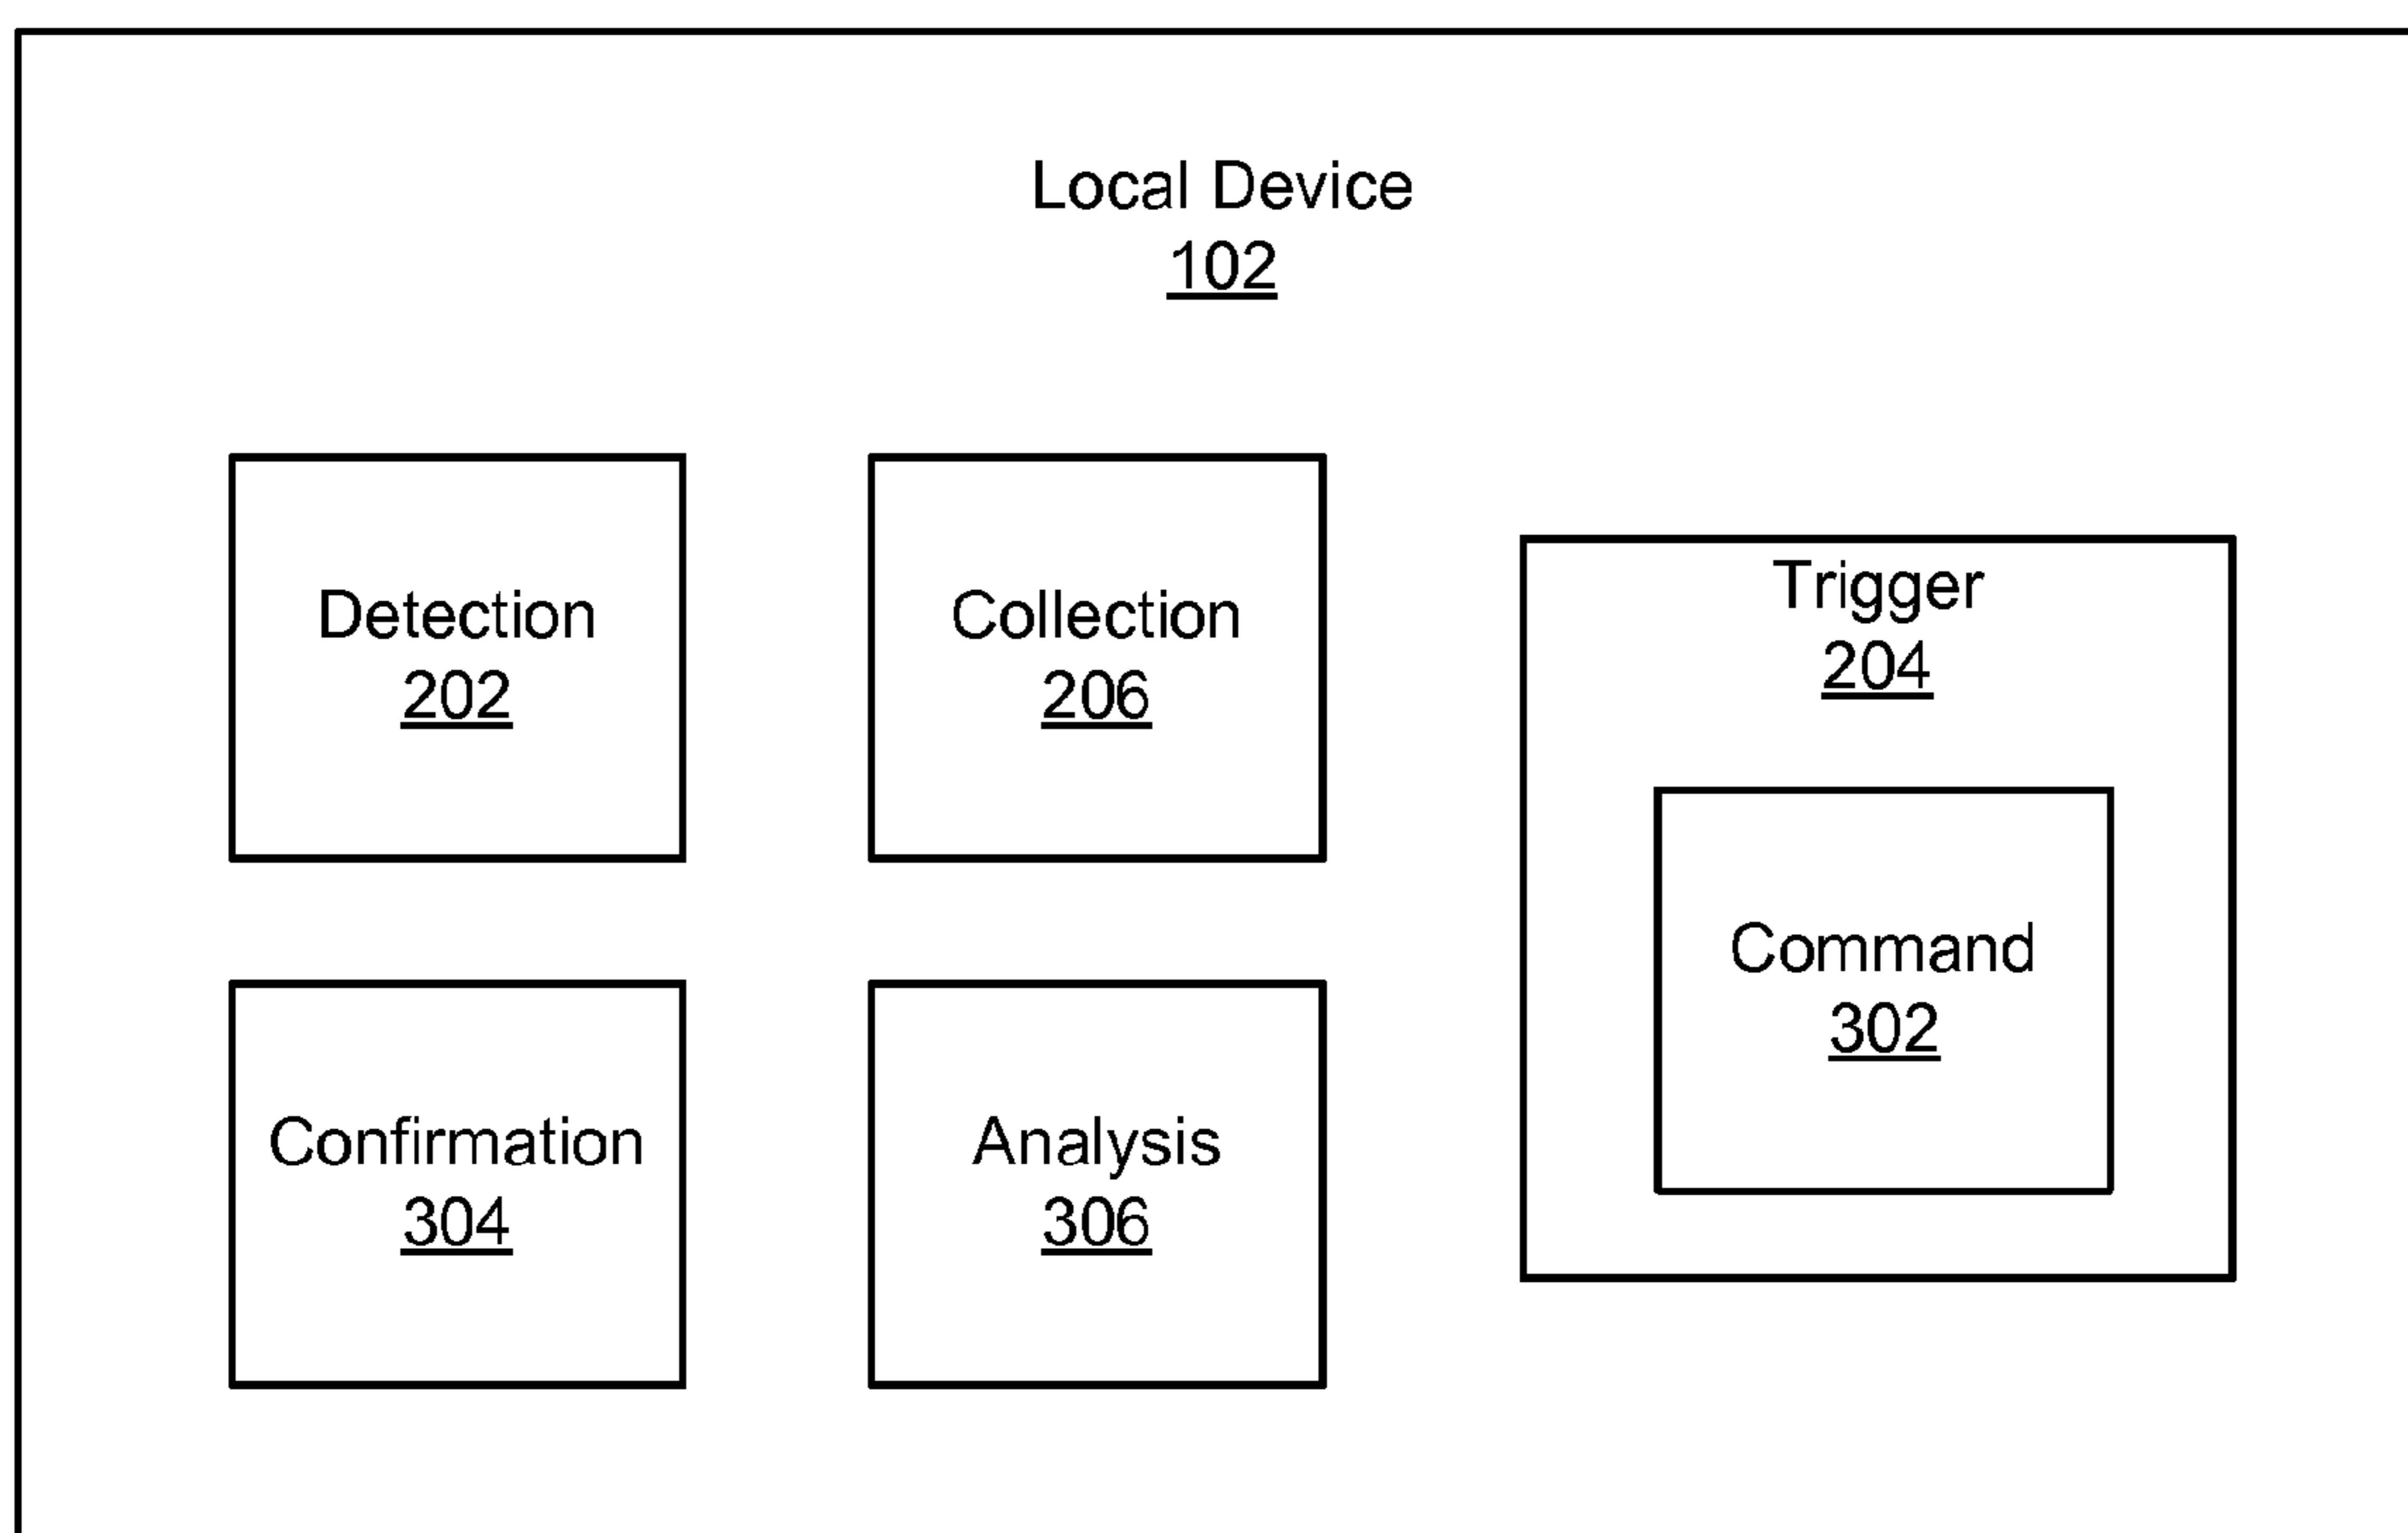 Local Device
102
Detection
202
Collection
206
Trigger
204
Command
302
Confirmation
304
Analysis
306